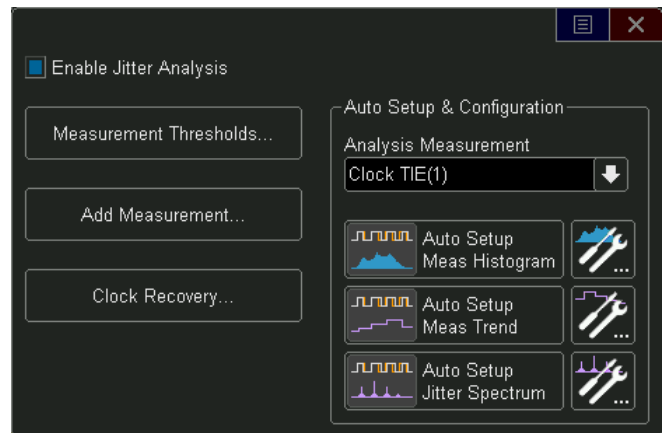 Enable Jitter Analysis
Measurement Thresholds...
Add Measurement...
Clock Recovery...
Auto Setup & Configuration
Analysis Measurement
Clock TIE(1)
Auto Setup
Meas Histogram
...
Auto Setup
Meas Trend
...
Auto Setup
Jitter Spectrum
...